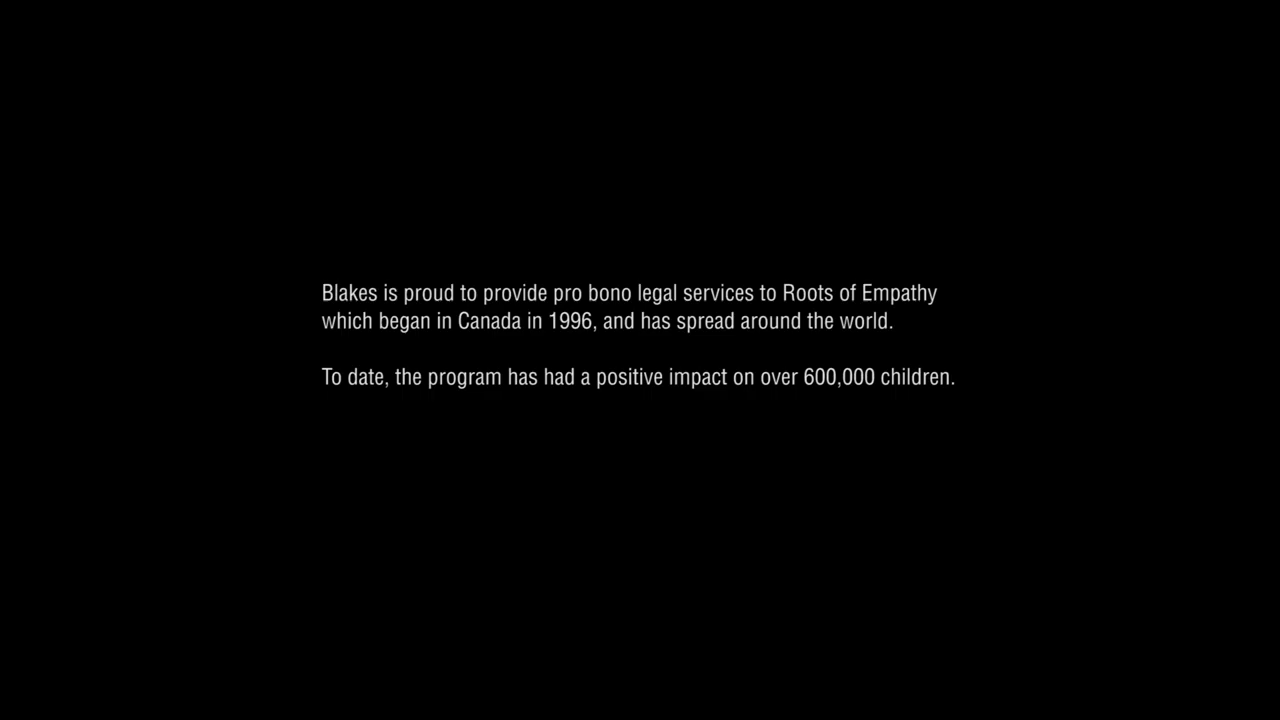 Blakes is proud to provide pro bono legal services to Roots of Empathy
which began in Canada in 1996, and has spread around the world.
To date, the program has had a positive impact on over 600,000 children.